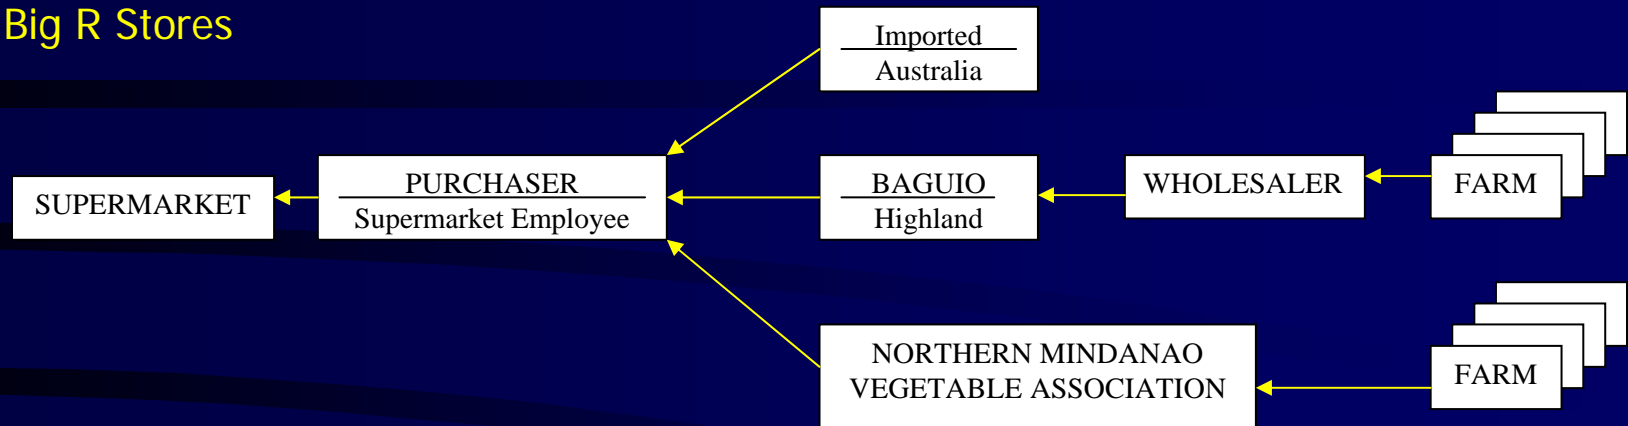 Big R Stores
Imported
Australia
SUPERMARKET
PURCHASER
Supermarket Employee
BAGUIO
Highland
WHOLESALER
FARM
NORTHERN MINDANAO
VEGETABLE ASSOCIATION
FARM